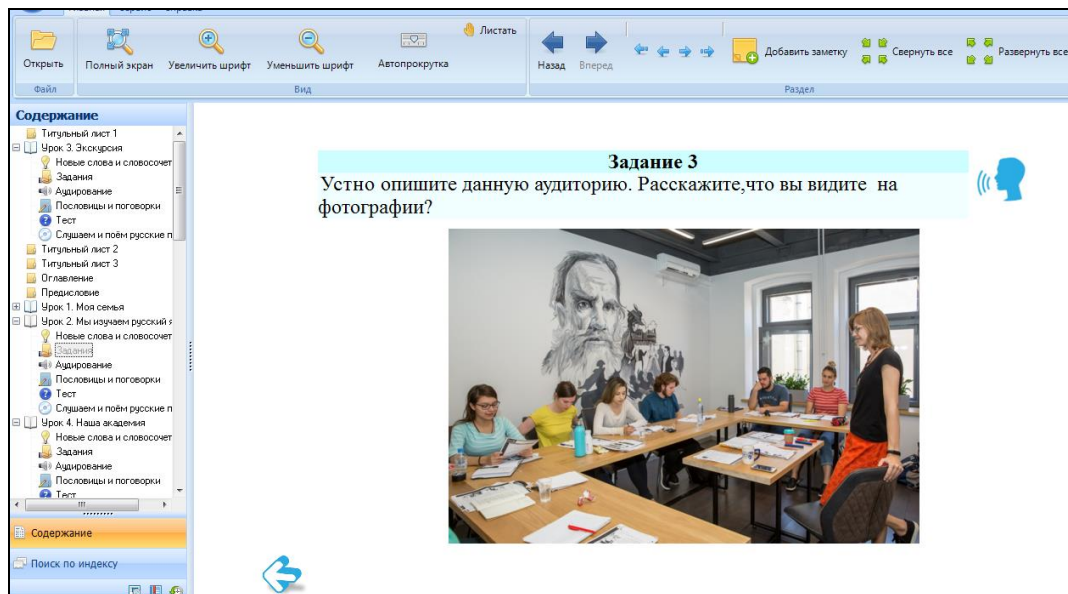 Листать
Открыть
Полный экран
Увеличить шрифт
Уменьшить шрифт
Автопрокрутка
Назад
Вперед
Добавить заметку
Свернуть все
Развернуть все
Файл
Вид
Раздел
Содержание
Титульный лист 1
Урок 3. Экскурсия
Новые слова и словосочет
Задания
Аудирование
Пословицы и поговорки
Тест
Слушаем и поём русские п
Титульный лист 2
Титульный лист 3
Оглавление
Предисловие
Урок 1. Моя семья
Урок 2. Мы изучаем русский я
Новые слова и словосочет
Задания
Аудирование
Пословицы и поговорки
Тест
Слушаем и поём русские п
Урок 4. Наша академия
Новые слова и словосочет
Задания
Аудирование
Пословицы и поговорки
Тест
Содержание
Поиск по индексу
Задание 3
Устно опишите данную аудиторию. Расскажите,что вы видите на
фотографии?